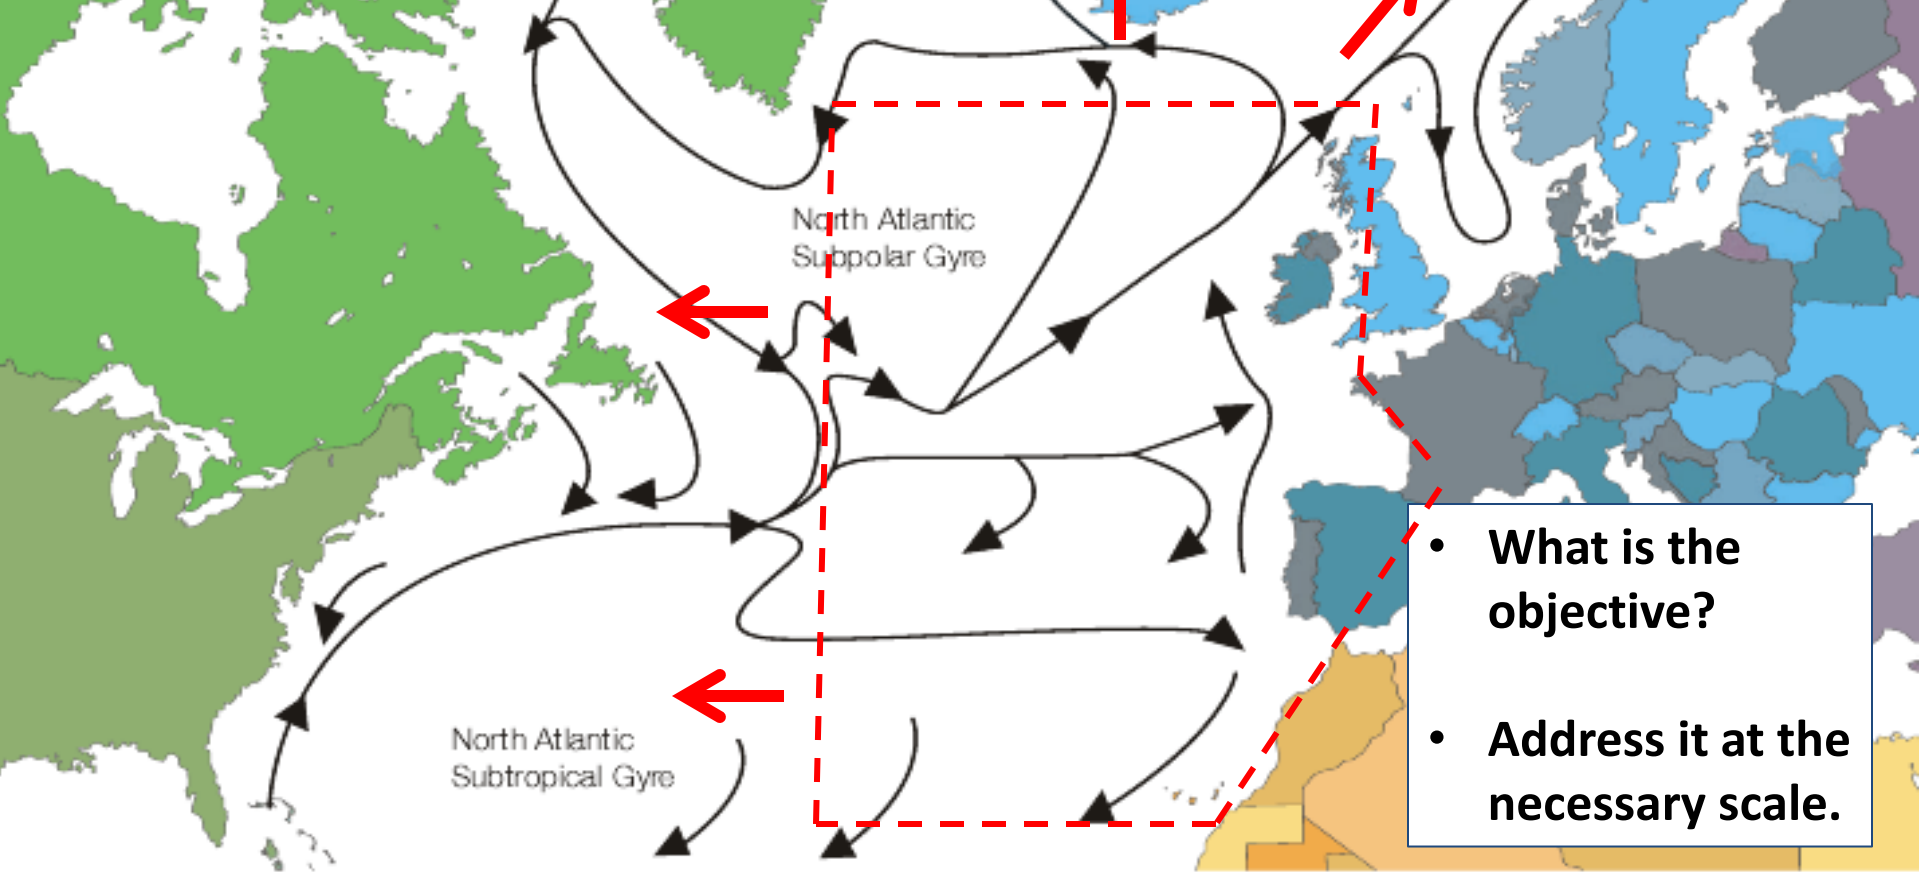 North Atlantic
Subpolar Gyre
North Atlantic
Subtropical Gyre
• What is the
objective?
• Address it at the
necessary scale.